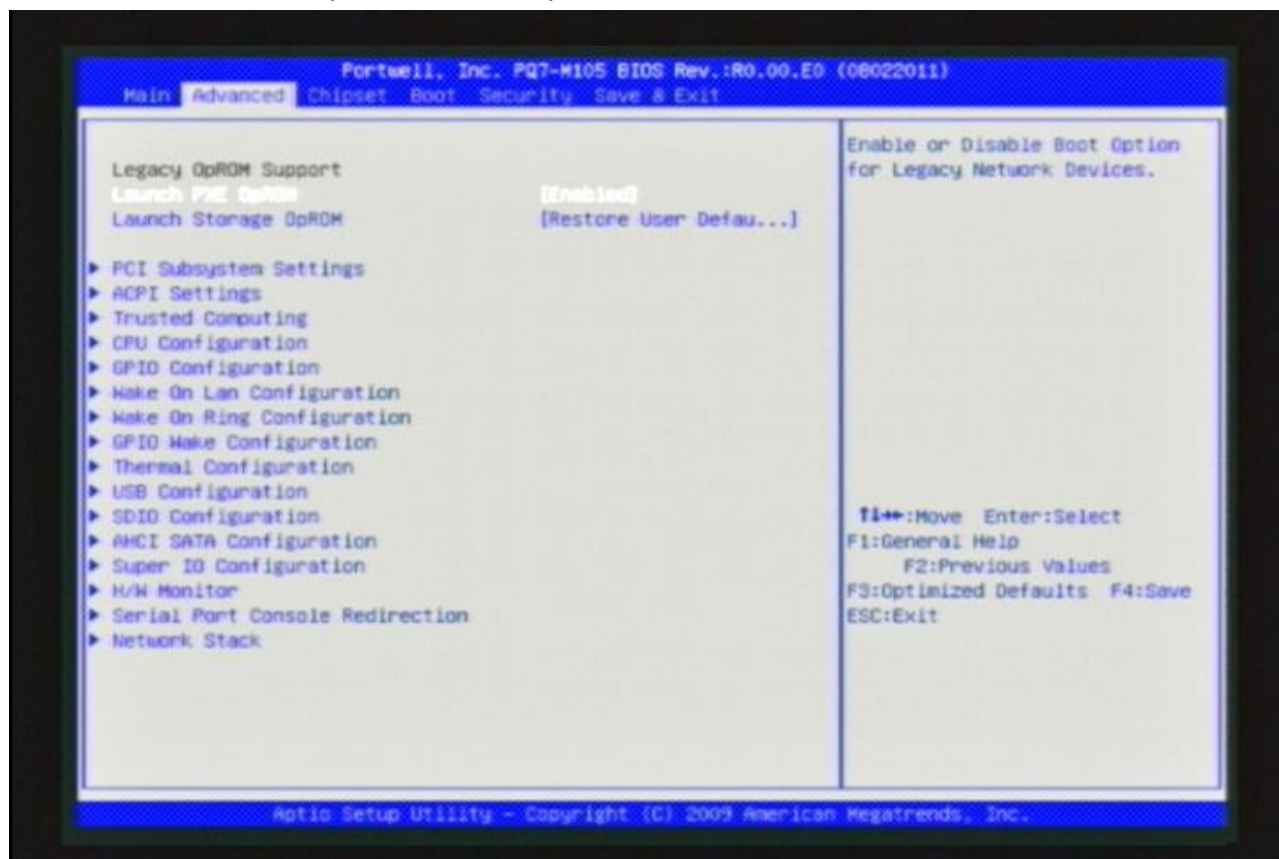 Portwell, Inc. PQ7-M105 BIOS Rev.:R0.00.E0 (08022011)
Main Advanced Chipset Boot Security Save & Exit
Legacy OpROM Support
Launch PXE OpROM [Enabled]
Launch Storage OpROM [Restore User Defau...]
► PCI Subsystem Settings
► ACPI Settings
► Trusted Computing
► CPU Configuration
► GPIO Configuration
► Wake On Lan Configuration
► Wake On Ring Configuration
► GPIO Wake Configuration
► Thermal Configuration
► USB Configuration
► SDIO Configuration
► AHCI SATA Configuration
► Super IO Configuration
► H/W Monitor
► Serial Port Console Redirection
► Network Stack
Enable or Disable Boot Option
for Legacy Network Devices.
↑↓→←:Move Enter:Select
F1:General Help
F2:Previous Values
F3:Optimized Defaults F4:Save
ESC:Exit
Aptio Setup Utility - Copyright (C) 2009 American Megatrends, Inc.